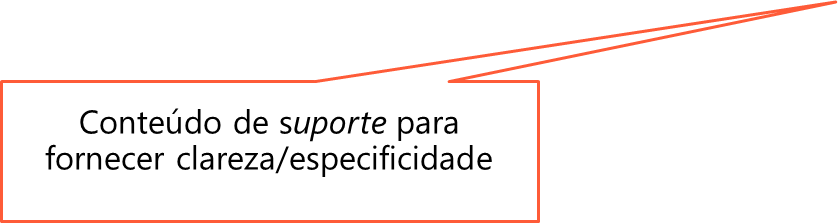 Conteúdo de suporte para
fornecer clareza/especificidade